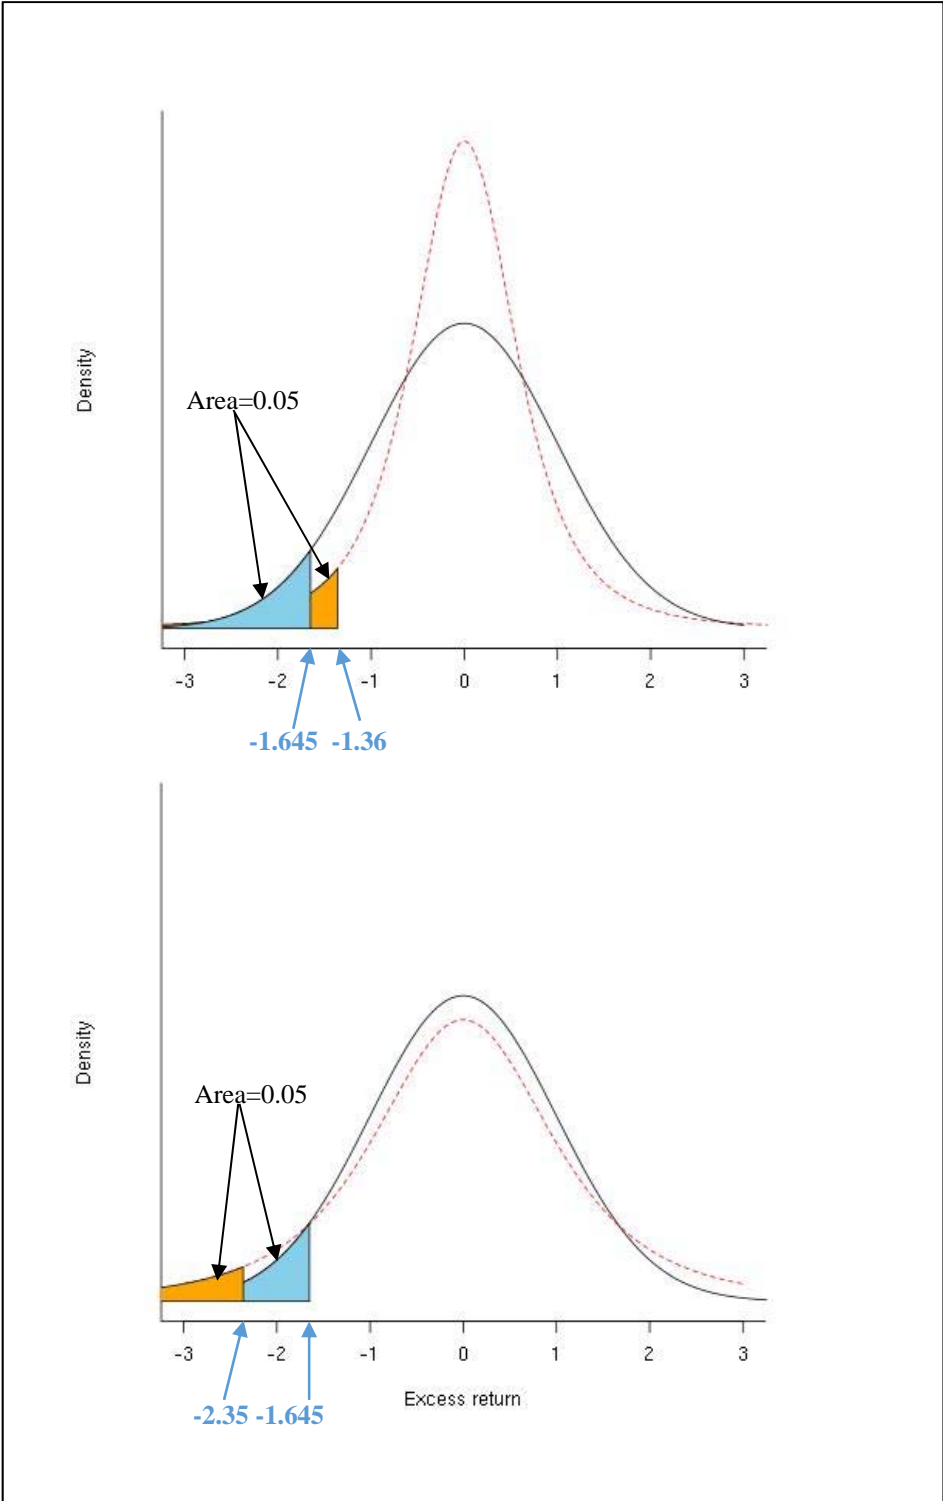 Density
Area=0.05
-3 -2 -1 0 1 2 3
-1.645 -1.36
Density
Area=0.05
-3 -2 -1 0 1 2 3
Excess return
-2.35 -1.645